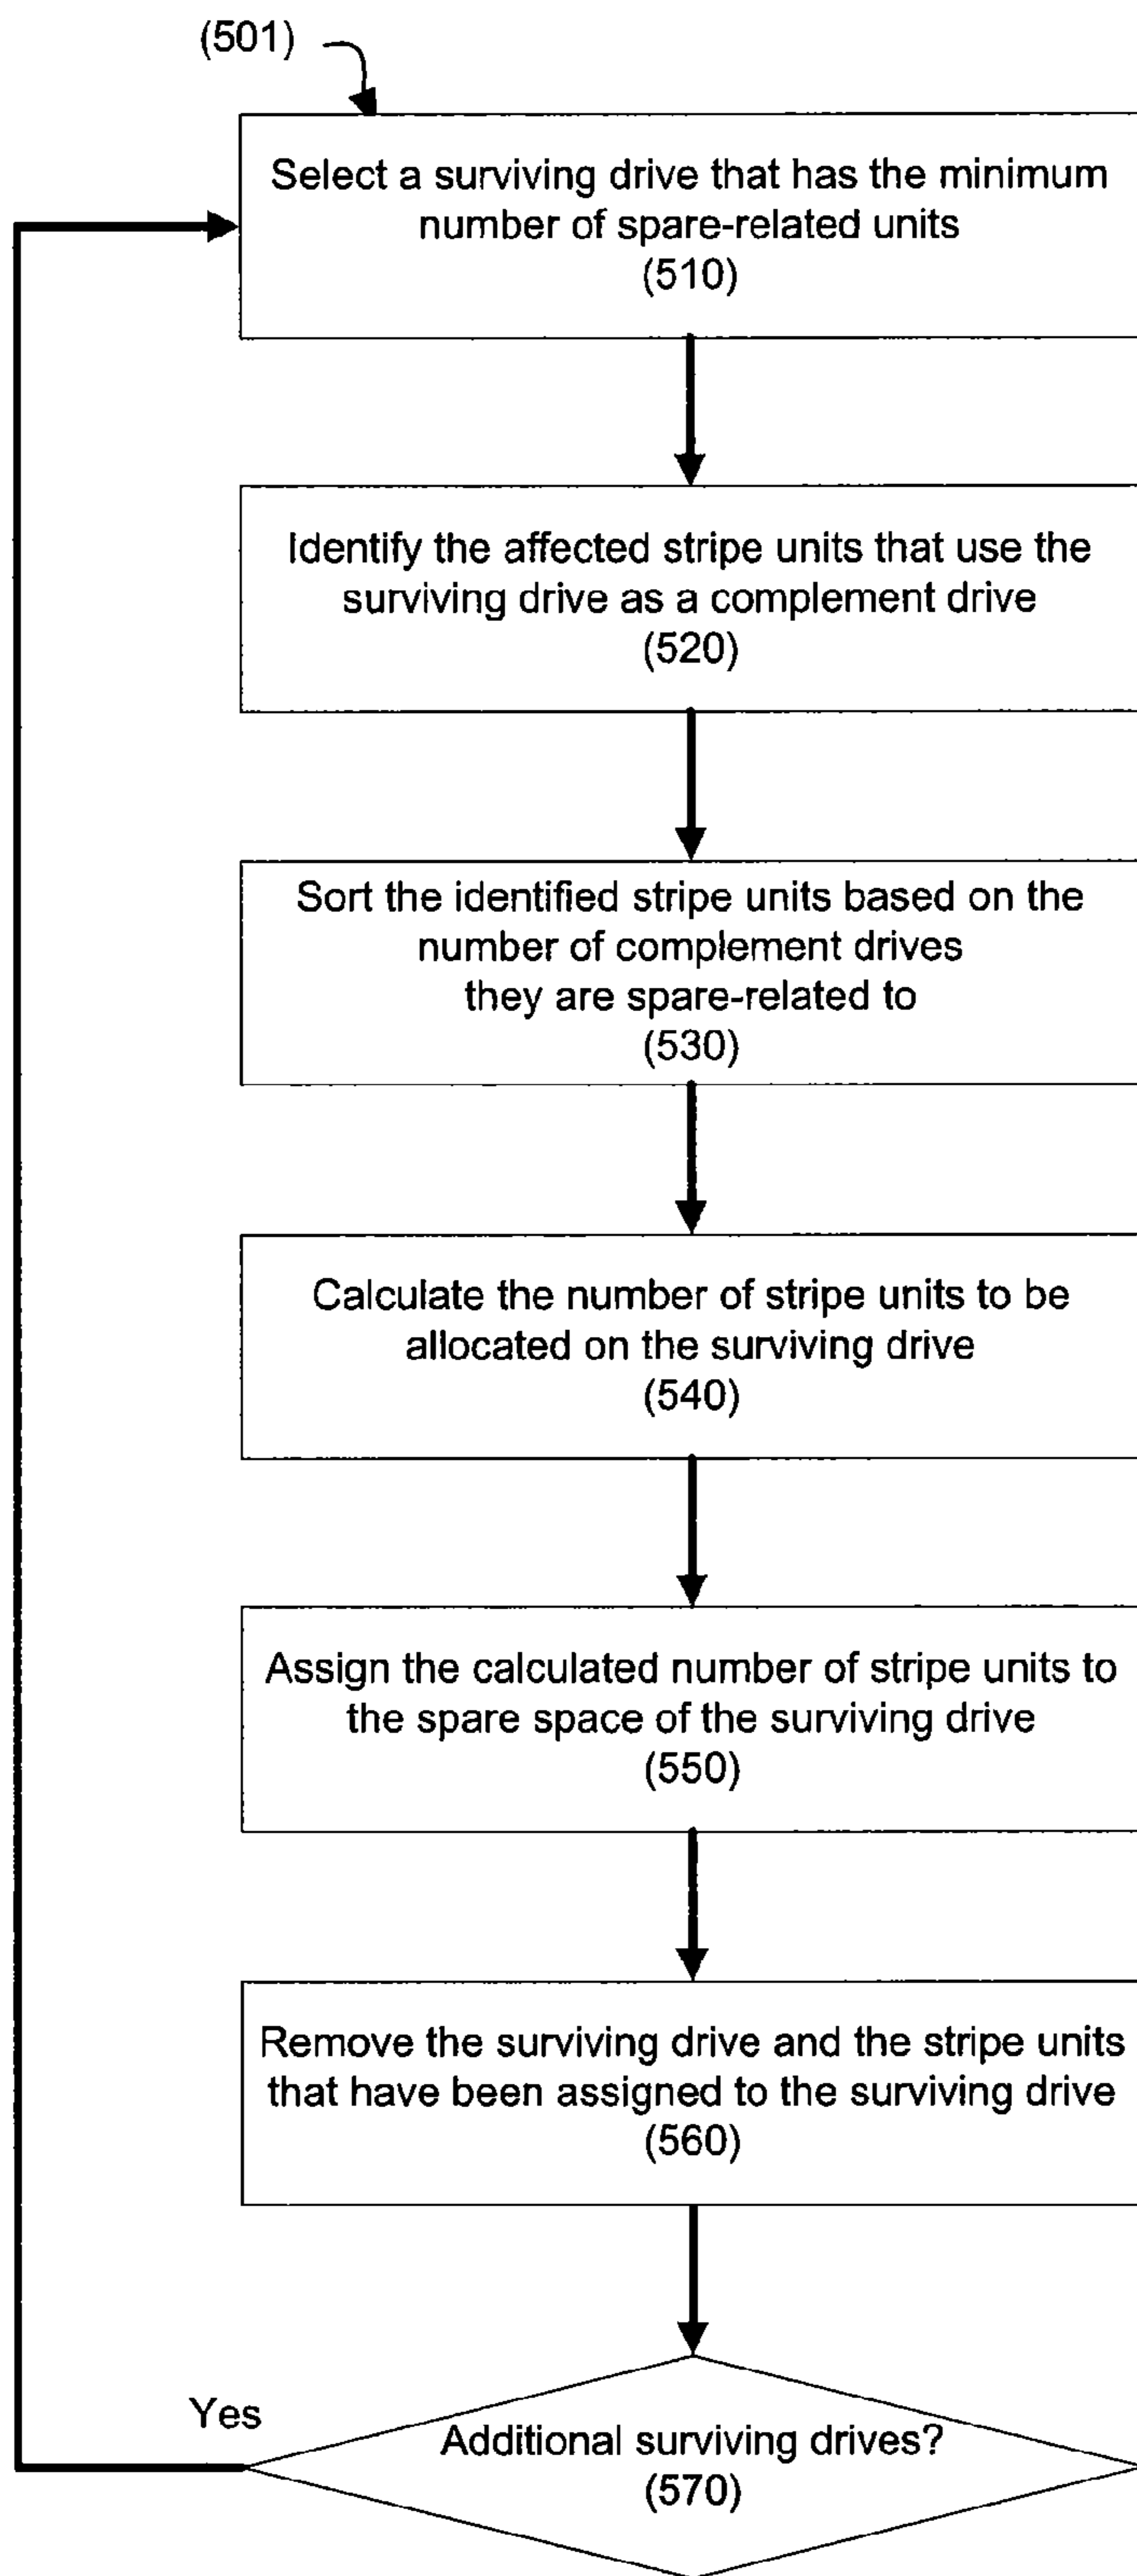 (501)
Select a surviving drive that has the minimum
number of spare-related units
(510)
Identify the affected stripe units that use the
surviving drive as a complement drive
(520)
Sort the identified stripe units based on the
number of complement drives
they are spare-related to
(530)
Calculate the number of stripe units to be
allocated on the surviving drive
(540)
Assign the calculated number of stripe units to
the spare space of the surviving drive
(550)
Remove the surviving drive and the stripe units
that have been assigned to the surviving drive
(560)
Yes
Additional surviving drives?
(570)